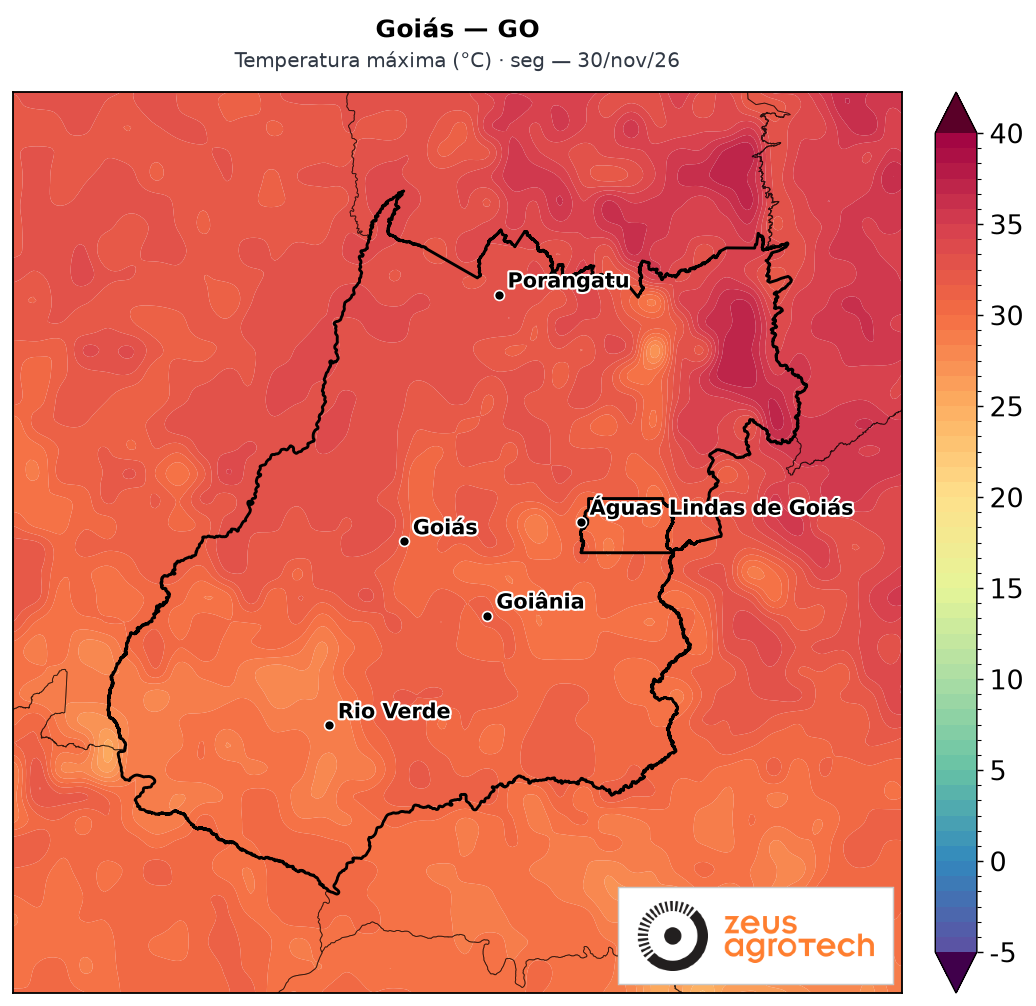 Goiás — GO
Temperatura máxima (°C) · seg — 30/nov/26
Porangatu
Águas Lindas de Goiás
Goiás
Goiânia
Rio Verde
40
35
30
25
20
15
10
5
0
-5
zeus
agrotech